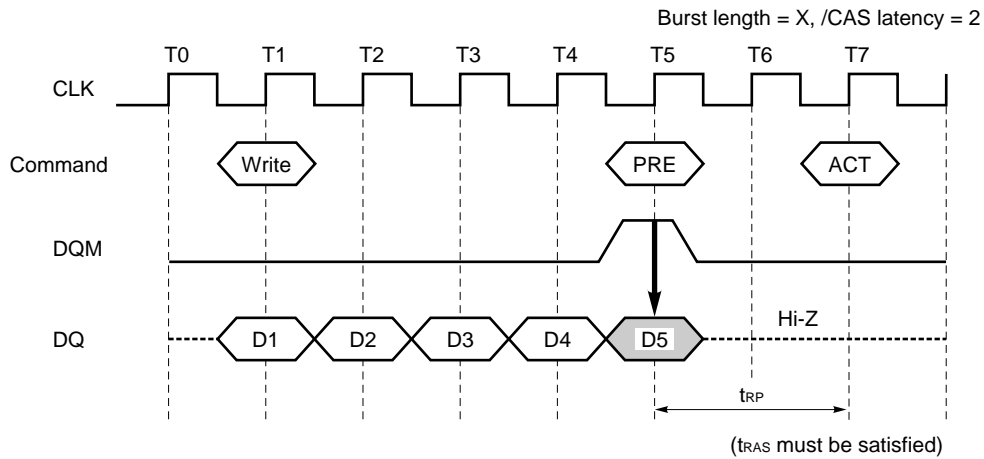 Burst length = X, /CAS latency = 2
T0 T1 T2 T3 T4 T5 T6 T7
CLK
Command Write PRE ACT
DQM
Hi-Z
DQ D1 D2 D3 D4 D5
tRP
(tRAS must be satisfied)